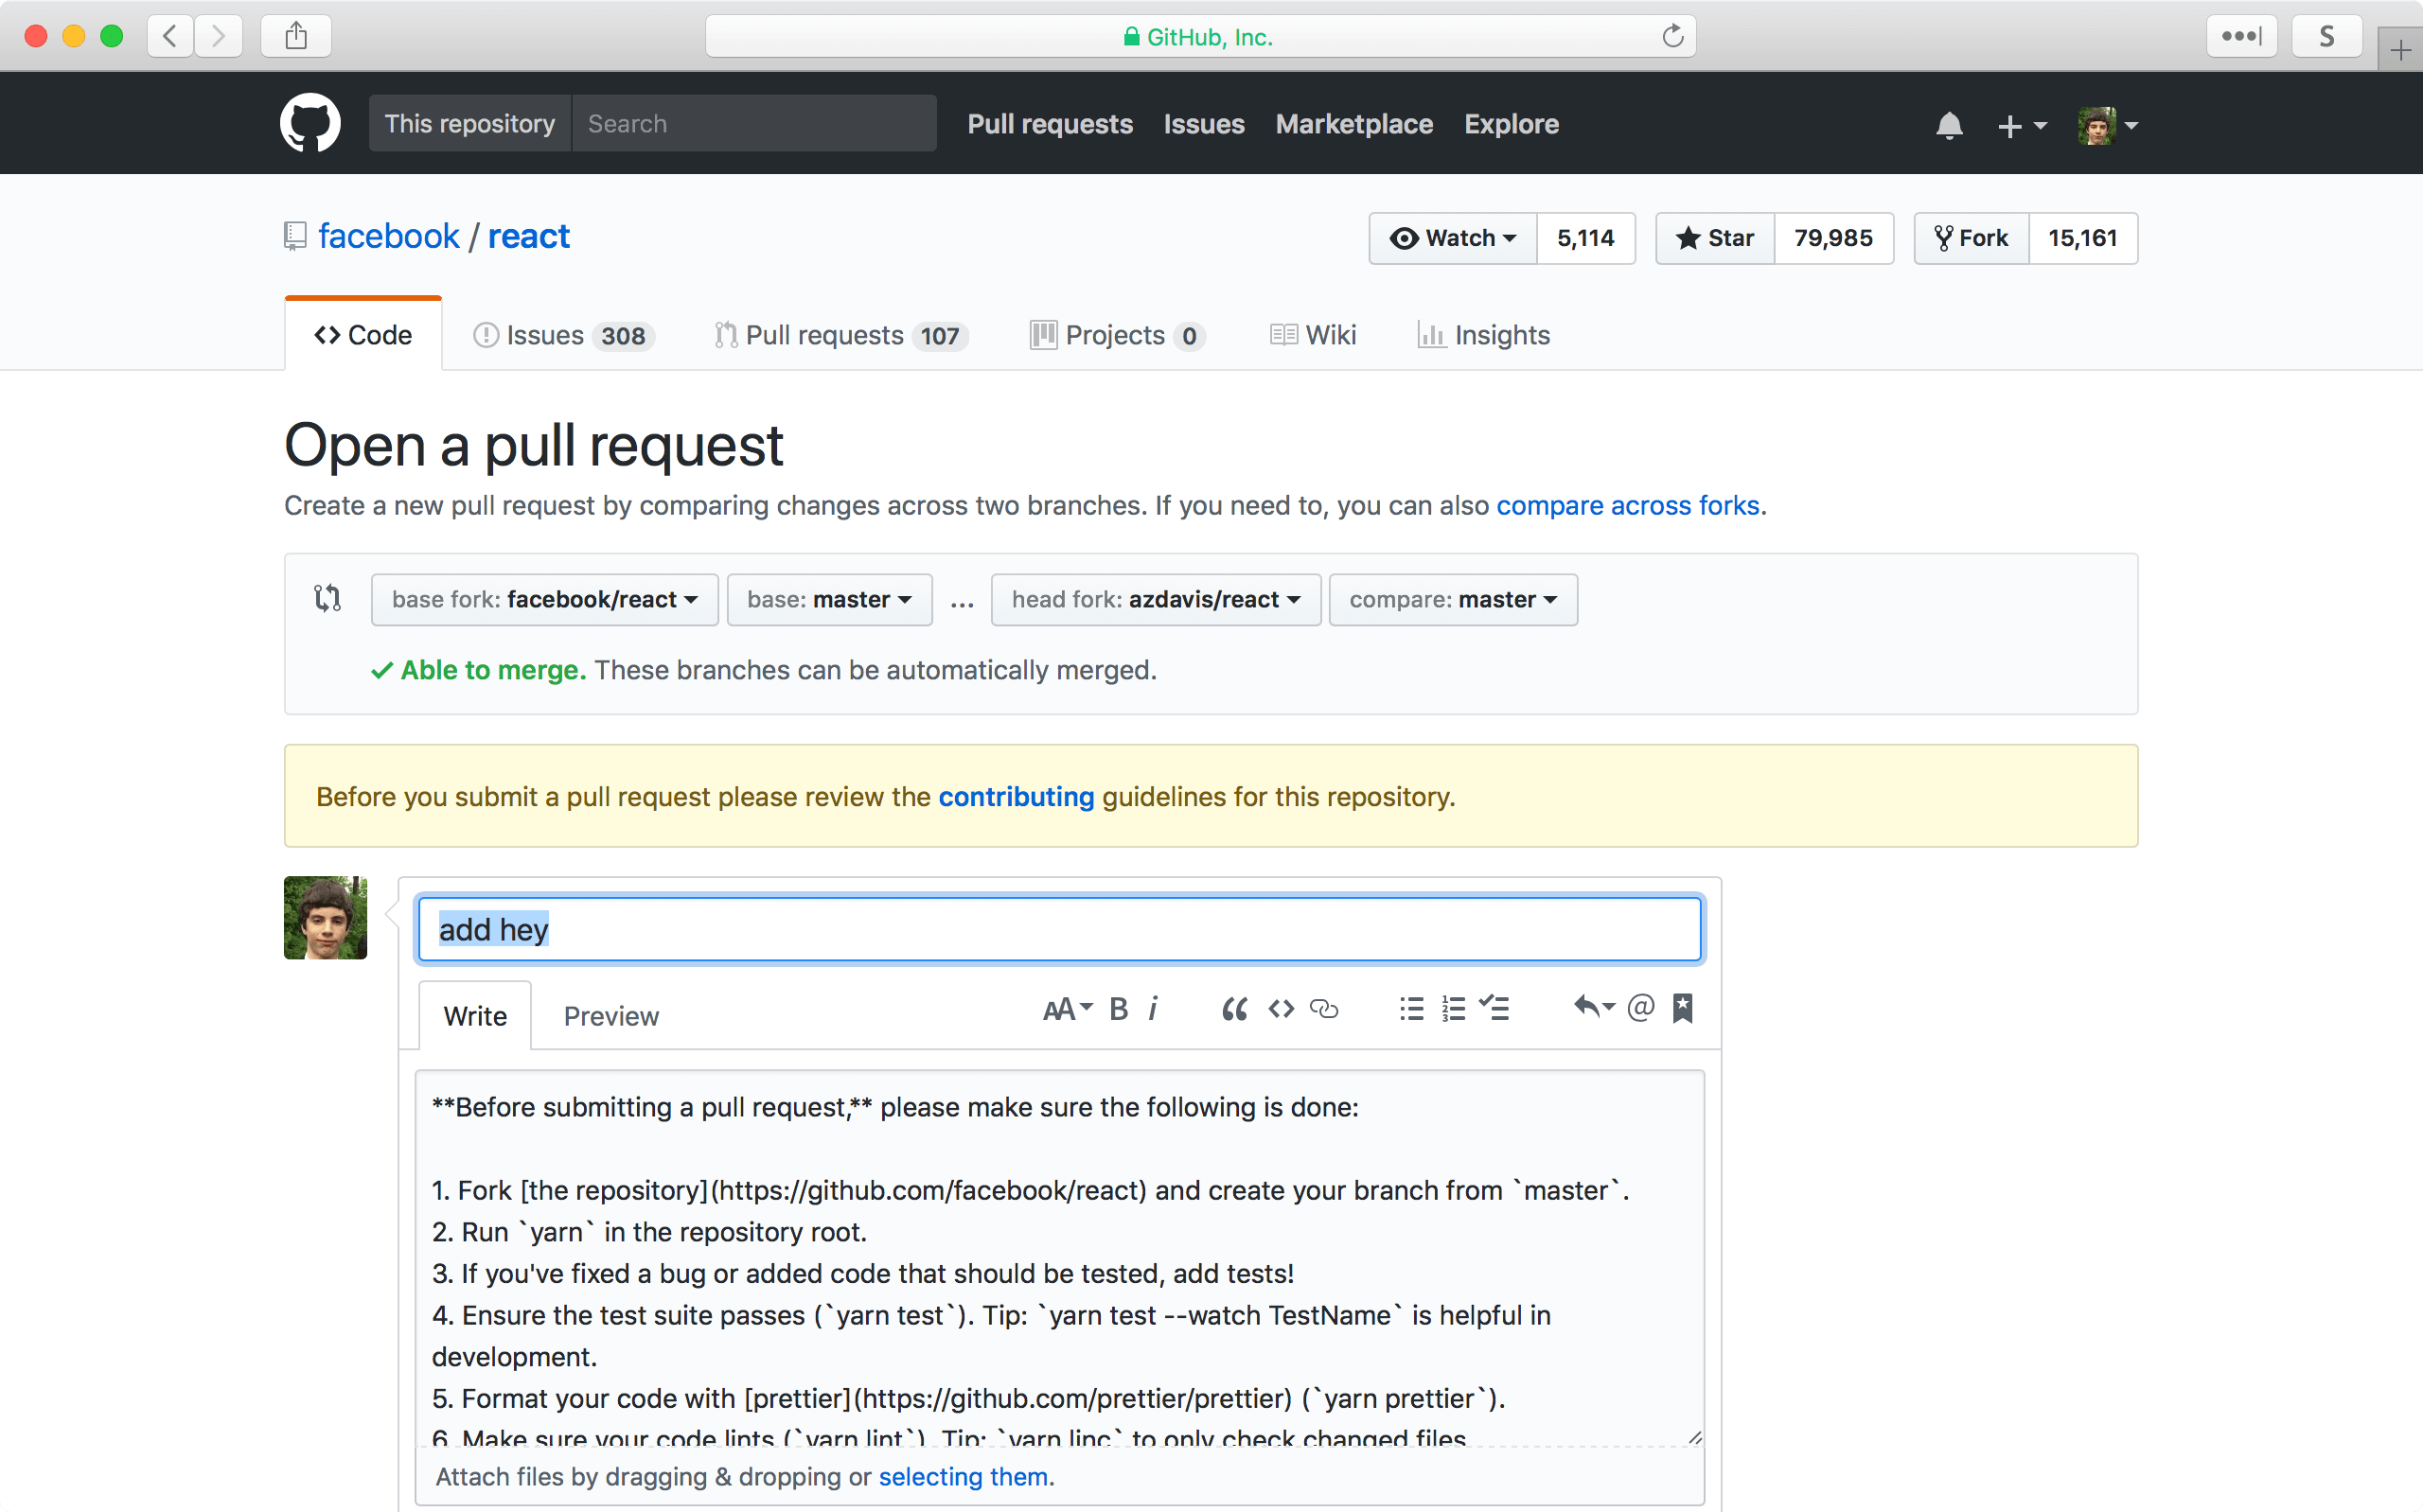 GitHub, Inc.
S
This repository Search Pull requests Issues Marketplace Explore
facebook / react
Watch 5,114 Star 79,985 Fork 15,161
Code Issues 308 Pull requests 107 Projects 0 Wiki Insights
Open a pull request
Create a new pull request by comparing changes across two branches. If you need to, you can also compare across forks.
base fork: facebook/react base: master ... head fork: azdavis/react compare: master
Able to merge. These branches can be automatically merged.
Before you submit a pull request please review the contributing guidelines for this repository.
add hey
Write Preview AA B i
**Before submitting a pull request,** please make sure the following is done:
1. Fork [the repository](https://github.com/facebook/react) and create your branch from `master`.
2. Run `yarn` in the repository root.
3. If you've fixed a bug or added code that should be tested, add tests!
4. Ensure the test suite passes (`yarn test`). Tip: `yarn test --watch TestName` is helpful in
development.
5. Format your code with [prettier](https://github.com/prettier/prettier) (`yarn prettier`).
6. Make sure your code lints (`yarn lint`). Tip: `yarn linc` to only check changed files.
Attach files by dragging & dropping or selecting them.